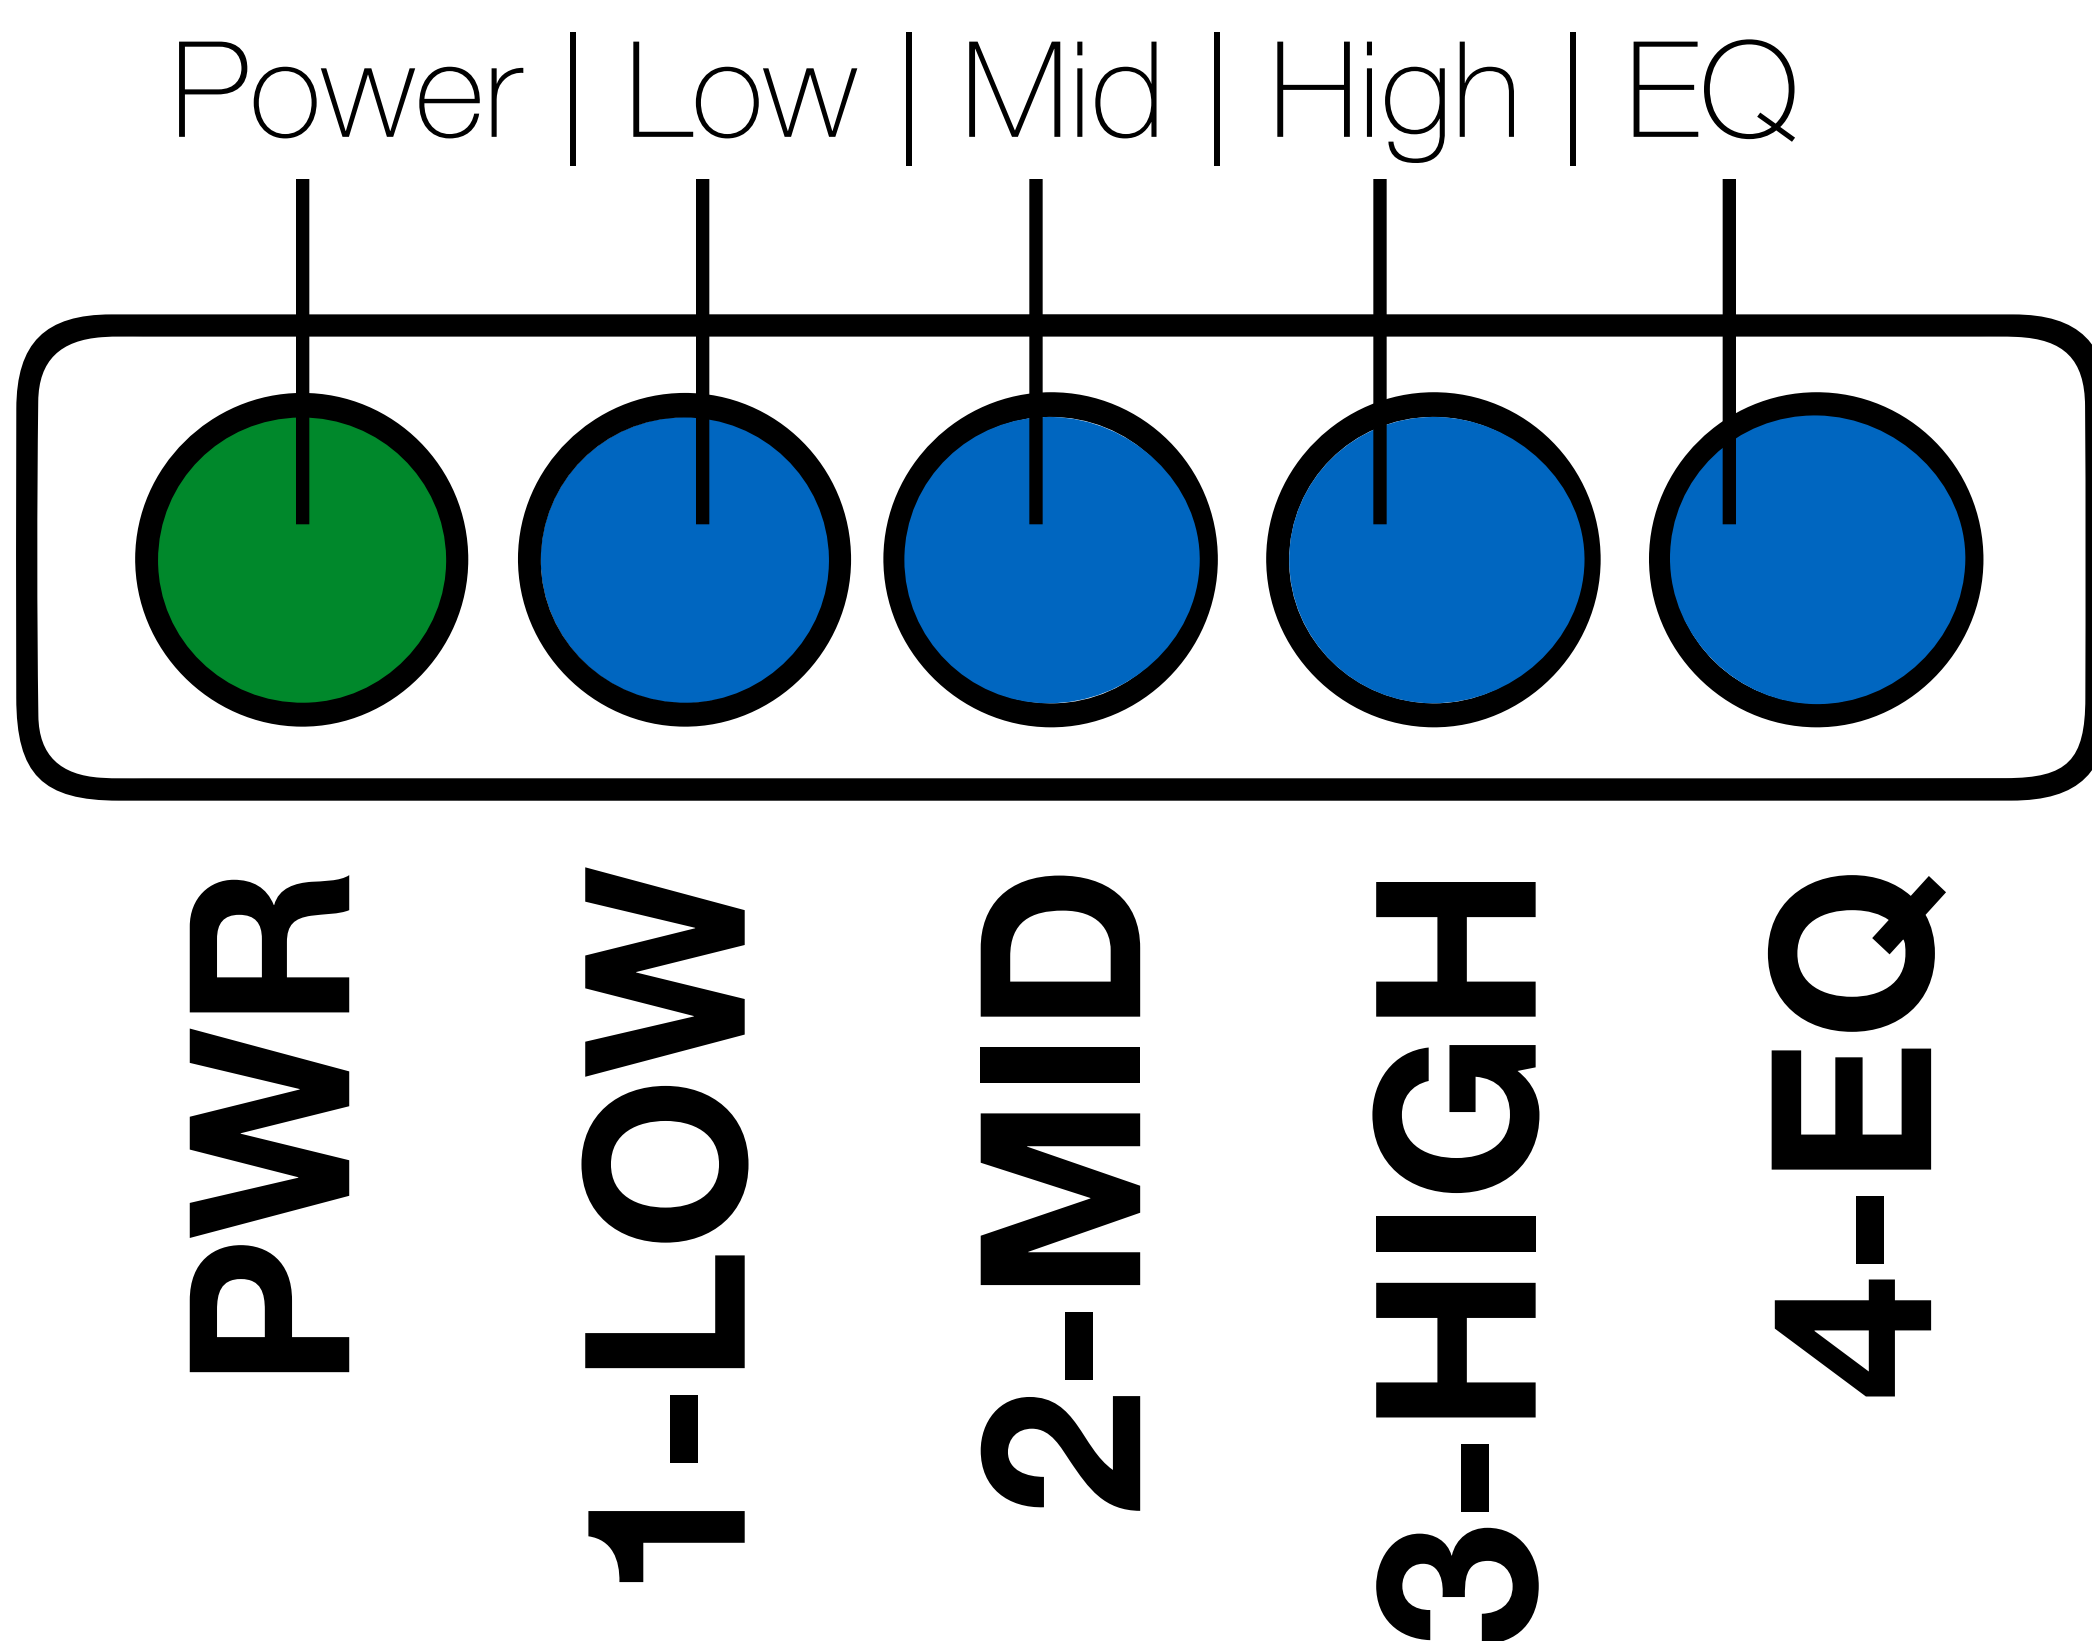 Power | Low | Mid | High | EQ
PWR
1-LOW
2-MID
3-HIGH
4-EQ